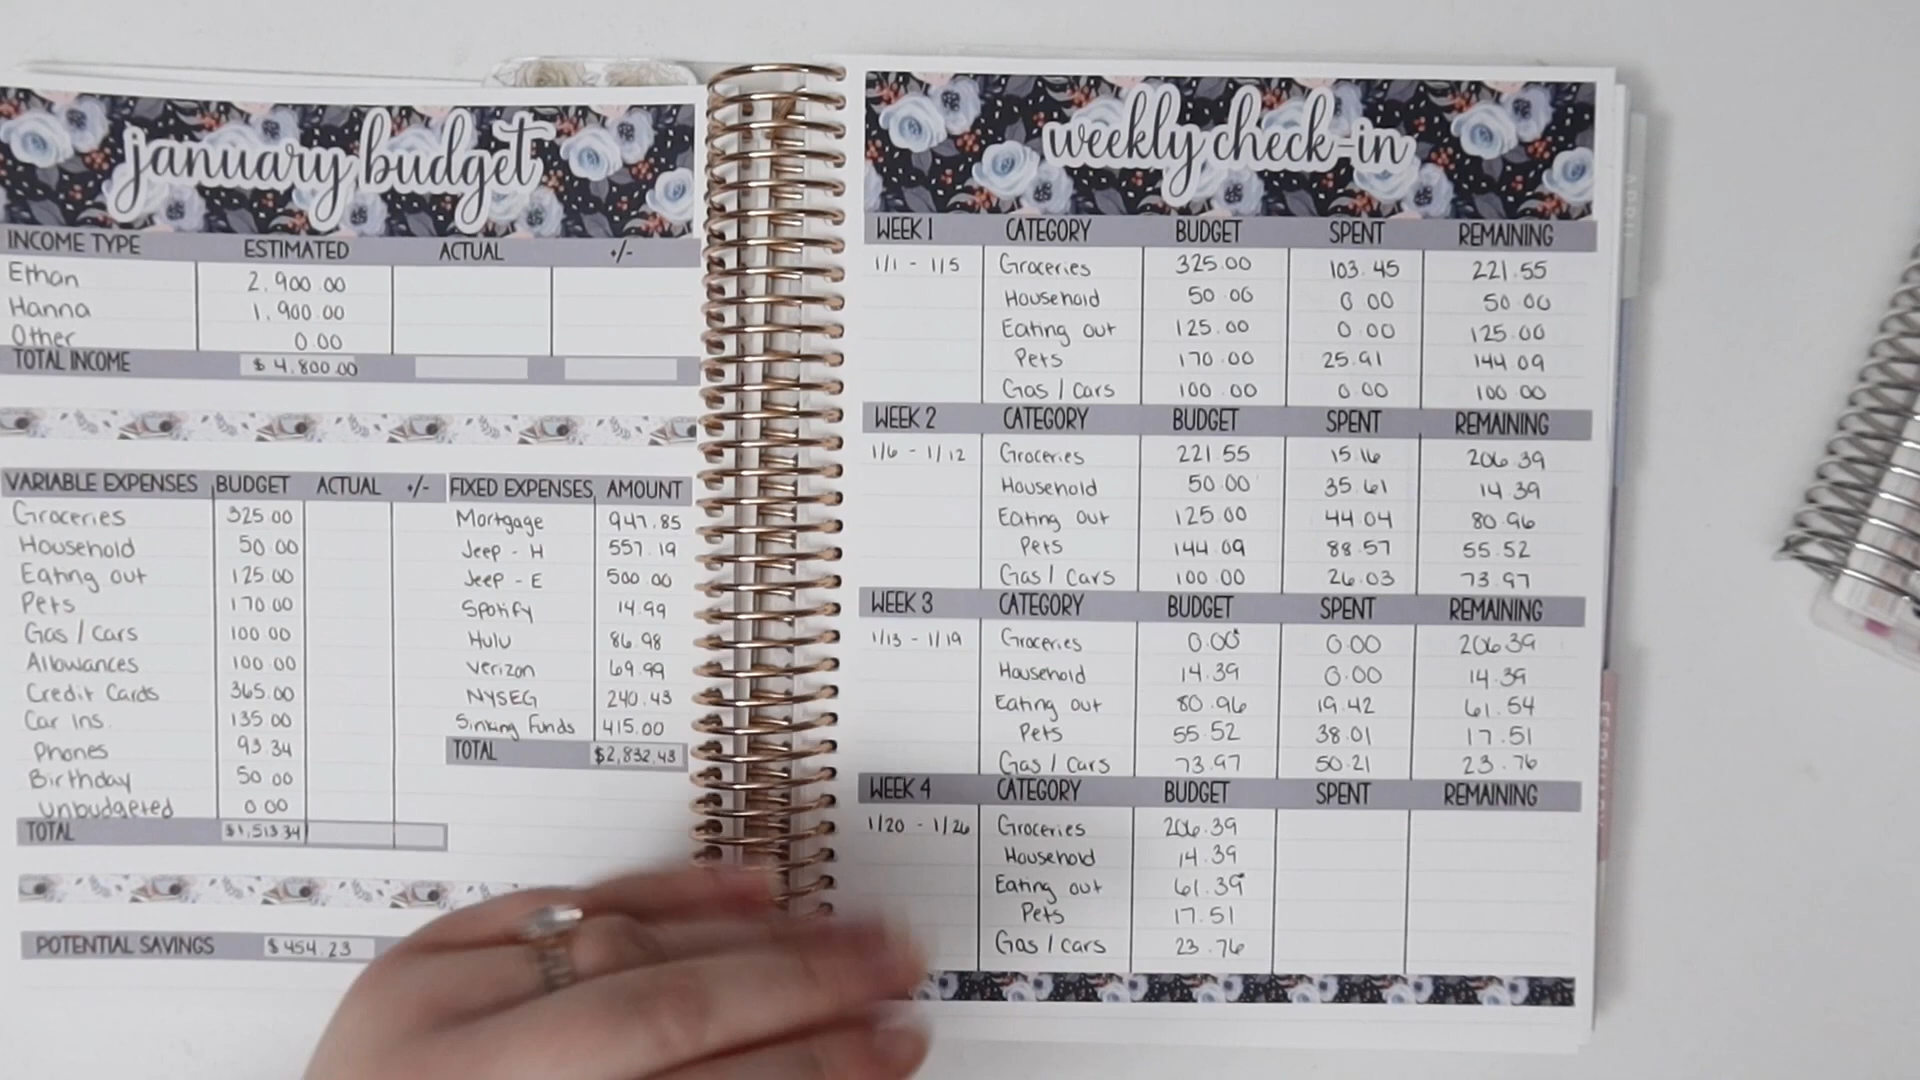 january budget
INCOME TYPE ESTIMATED ACTUAL +/-
Ethan 2,900.00
Hanna 1,900.00
Other 0.00
TOTAL INCOME $ 4,800.00
VARIABLE EXPENSES BUDGET ACTUAL +/- FIXED EXPENSES AMOUNT
Groceries 325.00 Mortgage 947.85
Household 50.00 Jeep - H 557.19
Eating out 125.00 Jeep - E 500.00
Pets 170.00 Spotify 14.99
Gas / Cars 100.00 Hulu 86.98
Allowances 100.00 Verizon 69.99
Credit Cards 365.00 NYSEG 240.43
Car Ins. 135.00 Sinking Funds 415.00
Phones 93.34 TOTAL $2,832.43
Birthday 50.00
Unbudgeted 0.00
TOTAL $1,513.34
POTENTIAL SAVINGS $454.23
weekly check-in
WEEK 1 CATEGORY BUDGET SPENT REMAINING
1/1 - 1/5 Groceries 325.00 103.45 221.55
Household 50.00 0.00 50.00
Eating out 125.00 0.00 125.00
Pets 170.00 25.91 144.09
Gas / Cars 100.00 0.00 100.00
WEEK 2 CATEGORY BUDGET SPENT REMAINING
1/6 - 1/12 Groceries 221.55 15.16 206.39
Household 50.00 35.61 14.39
Eating out 125.00 44.04 80.96
Pets 144.09 88.57 55.52
Gas / Cars 100.00 26.03 73.97
WEEK 3 CATEGORY BUDGET SPENT REMAINING
1/13 - 1/19 Groceries 0.00 0.00 206.39
Household 14.39 0.00 14.39
Eating out 80.96 19.42 61.54
Pets 55.52 38.01 17.51
Gas / Cars 73.97 50.21 23.76
WEEK 4 CATEGORY BUDGET SPENT REMAINING
1/20 - 1/26 Groceries 206.39
Household 14.39
Eating out 61.39
Pets 17.51
Gas / Cars 23.76